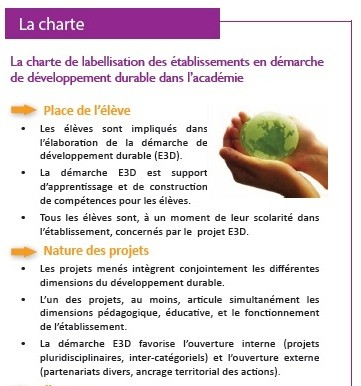 La charte
La charte de labellisation des établissements en démarche
de développement durable dans l'académie
Place de l'élève
• Les élèves sont impliqués dans
l'élaboration de la démarche de
développement durable (E3D).
• La démarche E3D est support
d'apprentissage et de construction
de compétences pour les élèves.
• Tous les élèves sont, à un moment de leur scolarité dans
l'établissement, concernés par le projet E3D.
Nature des projets
• Les projets menés intègrent conjointement les différentes
dimensions du développement durable.
• L'un des projets, au moins, articule simultanément les
dimensions pédagogique, éducative, et le fonctionnement
de l'établissement.
• La démarche E3D favorise l'ouverture interne (projets
pluridisciplinaires, inter-catégoriels) et l'ouverture externe
(partenariats divers, ancrage territorial des actions).